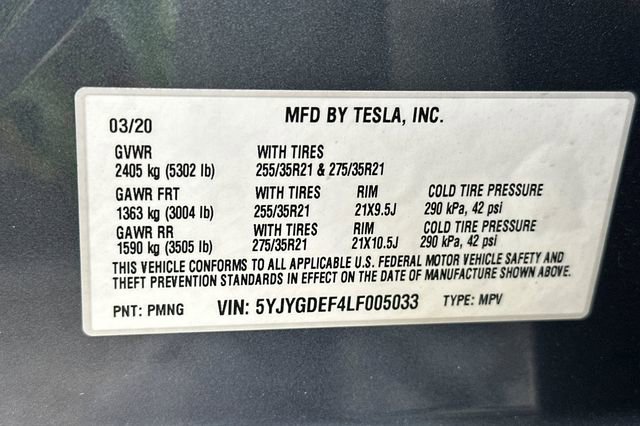 MFD BY TESLA, INC.
03/20
GVWR WITH TIRES
2405 kg (5302 lb) 255/35R21 & 275/35R21
GAWR FRT WITH TIRES RIM COLD TIRE PRESSURE
1363 kg (3004 lb) 255/35R21 21X9.5J 290 kPa, 42 psi
GAWR RR WITH TIRES RIM COLD TIRE PRESSURE
1590 kg (3505 lb) 275/35R21 21X10.5J 290 kPa, 42 psi
THIS VEHICLE CONFORMS TO ALL APPLICABLE U.S. FEDERAL MOTOR VEHICLE SAFETY AND
THEFT PREVENTION STANDARDS IN EFFECT ON THE DATE OF MANUFACTURE SHOWN ABOVE.
PNT: PMNG VIN: 5YJYGDEF4LF005033 TYPE: MPV